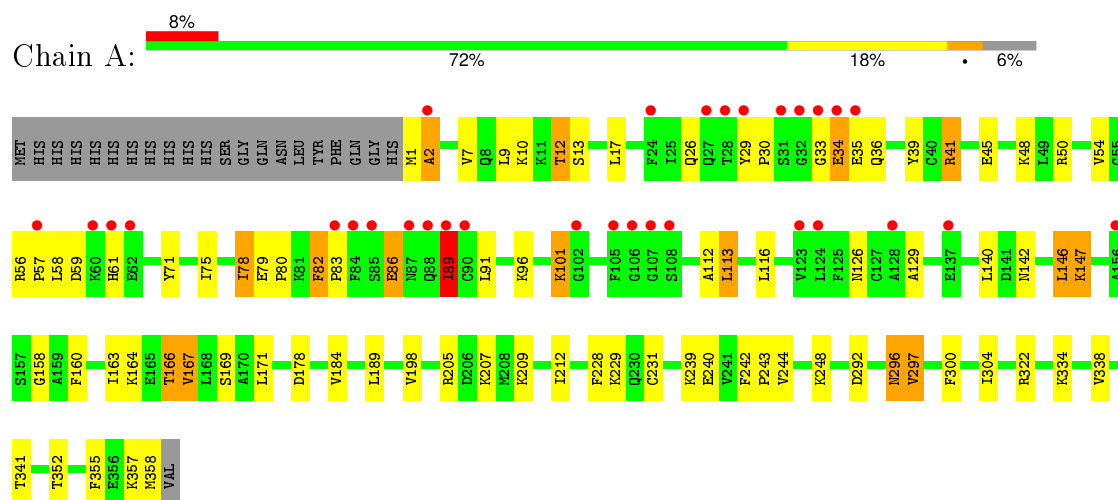 8%
Chain A:
72% 18% • 6%
MET HIS HIS HIS HIS HIS HIS HIS HIS HIS HIS SER GLY GLN ASN LEU TYR PHE GLN GLY HIS M1 A2 V7 Q8 L9 K10 K11 T12 S13 L17 F24 I25 Q26 Q27 T28 Y29 P30 S31 G32 G33 E34 E35 Q36 Y39 C40 R41 E45 K48 L49 R50 V54 G55
R56 P57 I58 D59 K60 H61 E62 Y71 I75 I78 E79 P80 K81 F82 P83 F84 S85 E86 N87 Q88 I89 C90 L91 K96 K101 G102 F105 G106 G107 S108 A112 L113 L116 V123 L124 F125 N126 C127 A128 A129 E137 L140 D141 N142 L146 K147 A156
S157 G158 A159 F160 I163 K164 E165 T166 V167 L168 S169 A170 L171 D178 V184 L189 V198 R205 D206 K207 M208 K209 I212 F228 K229 Q230 C231 K239 E240 V241 F242 P243 V244 K248 D292 N296 V297 F300 I304 R322 K334 V338
T341 T352 F355 E356 K357 M358 VAL